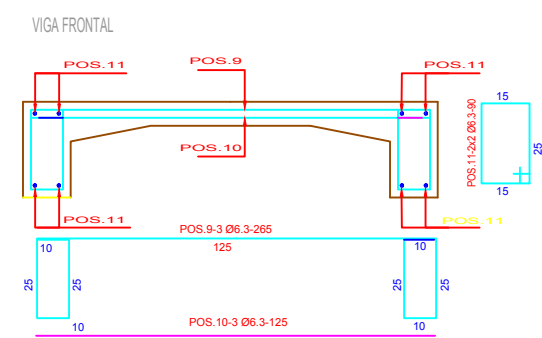 VIGA FRONTAL
POS.11
POS.9
POS.11
POS.10
POS.11
POS.11
POS.11-2x2 Ø6.3-90
15
25
15
POS.9-3 Ø6.3-265
125
10
10
25
25
25
25
10
10
POS.10-3 Ø6.3-125